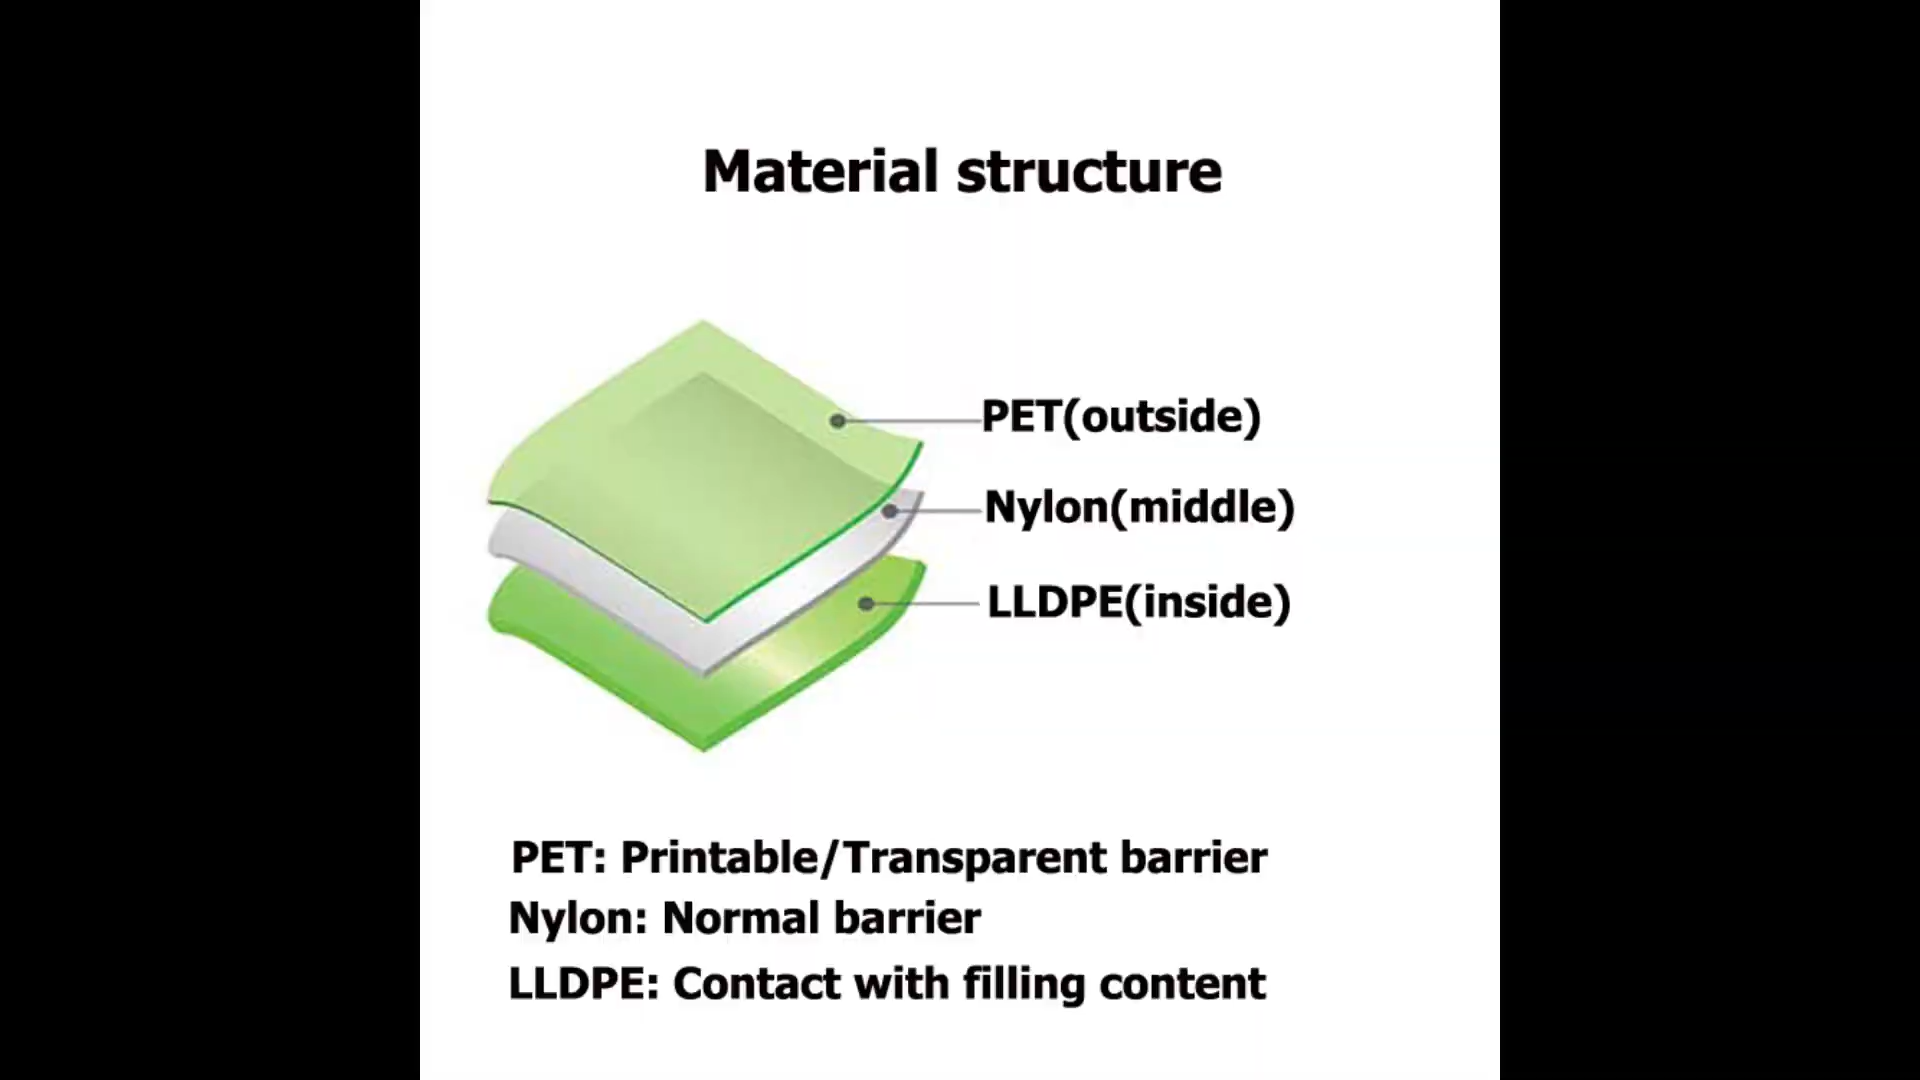 Material structure
PET(outside)
Nylon(middle)
LLDPE(inside)
PET: Printable/Transparent barrier
Nylon: Normal barrier
LLDPE: Contact with filling content